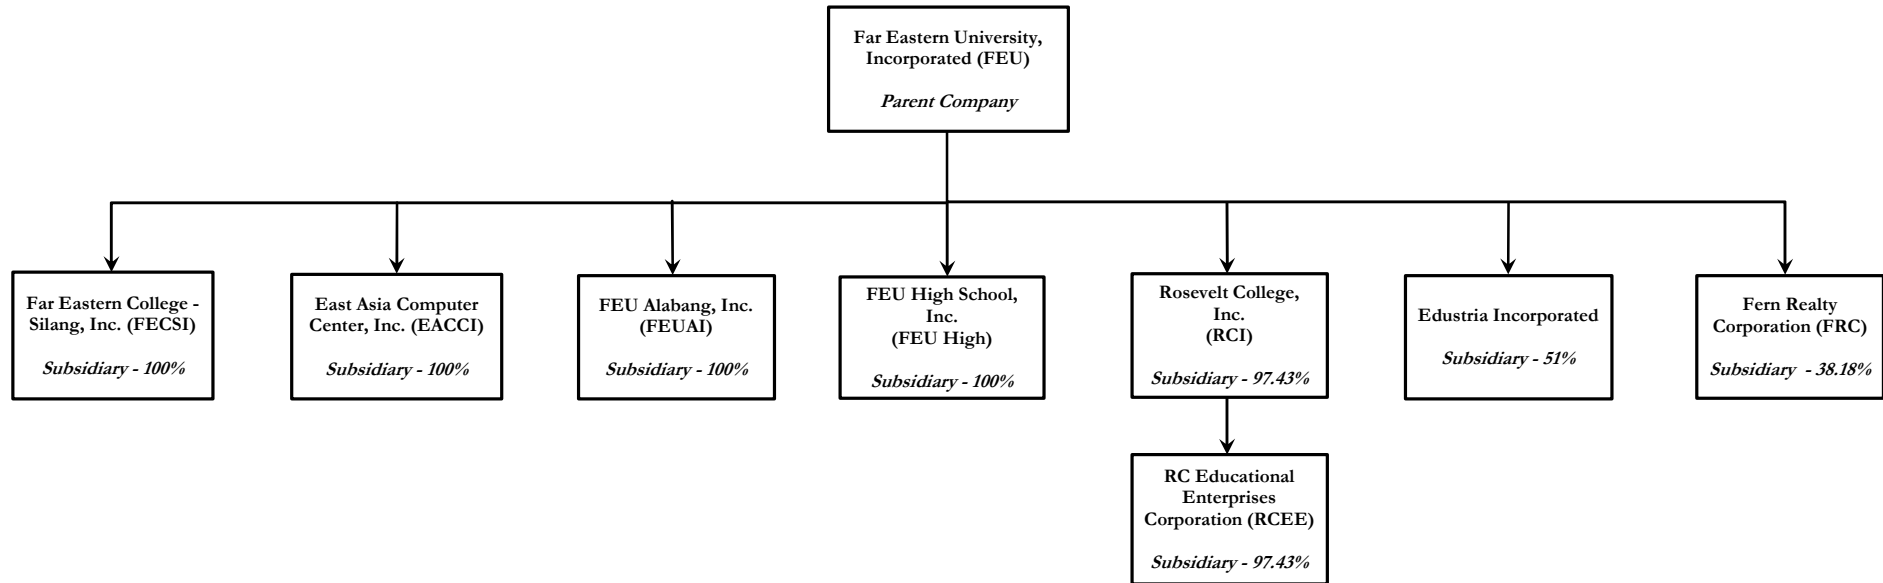 Far Eastern University,
Incorporated (FEU)
Parent Company
Far Eastern College -
Silang, Inc. (FECSI)
Subsidiary - 100%
East Asia Computer
Center, Inc. (EACCI)
Subsidiary - 100%
FEU Alabang, Inc.
(FEUAI)
Subsidiary - 100%
FEU High School,
Inc.
(FEU High)
Subsidiary - 100%
Rosevelt College,
Inc.
(RCI)
Subsidiary - 97.43%
Edustria Incorporated
Subsidiary - 51%
Fern Realty
Corporation (FRC)
Subsidiary - 38.18%
RC Educational
Enterprises
Corporation (RCEE)
Subsidiary - 97.43%